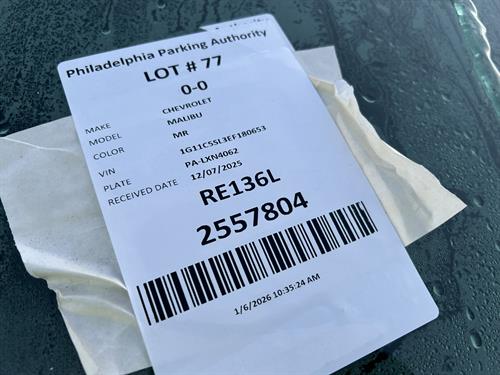 Philadelphia Parking Authority
LOT # 77
0-0
MAKE CHEVROLET
MODEL MALIBU
COLOR MR
VIN 1G11C5SL3EF180653
PLATE PA-LXN4062
RECEIVED DATE 12/07/2025
RE136L
2557804
1/6/2026 10:35:24 AM